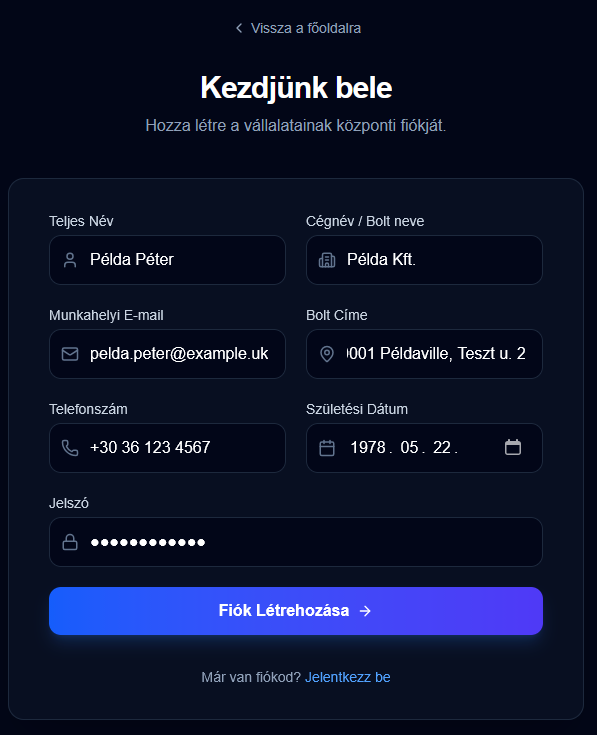 Vissza a főoldalra
Kezdjünk bele
Hozza létre a vállalatainak központi fiókját.
Teljes Név
Cégnév / Bolt neve
Példa Péter
Példa Kft.
Munkahelyi E-mail
Bolt Címe
pelda.peter@example.uk
001 Példaville, Teszt u. 2
Telefonszám
Születési Dátum
+30 36 123 4567
1978. 05. 22.
Jelszó
●●●●●●●●●●●●
Fiók Létrehozása →
Már van fiókod? Jelentkezz be